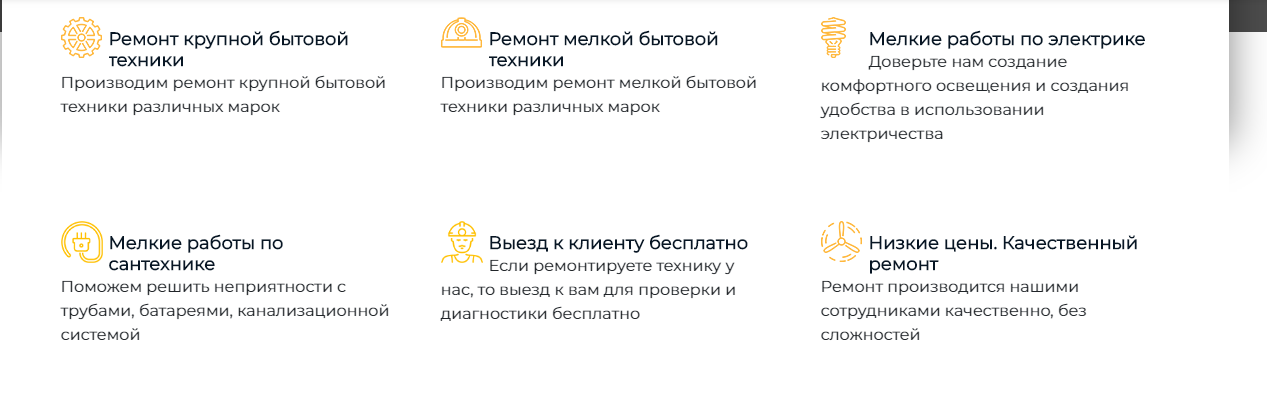 Ремонт крупной бытовой
техники
Производим ремонт крупной бытовой
техники различных марок
Ремонт мелкой бытовой
техники
Производим ремонт мелкой бытовой
техники различных марок
Мелкие работы по электрике
Доверьте нам создание
комфортного освещения и создания
удобства в использовании
электричества
Мелкие работы по
сантехнике
Поможем решить неприятности с
трубами, батареями, канализационной
системой
Выезд к клиенту бесплатно
Если ремонтируете технику у
нас, то выезд к вам для проверки и
диагностики бесплатно
Низкие цены. Качественный
ремонт
Ремонт производится нашими
сотрудниками качественно, без
сложностей